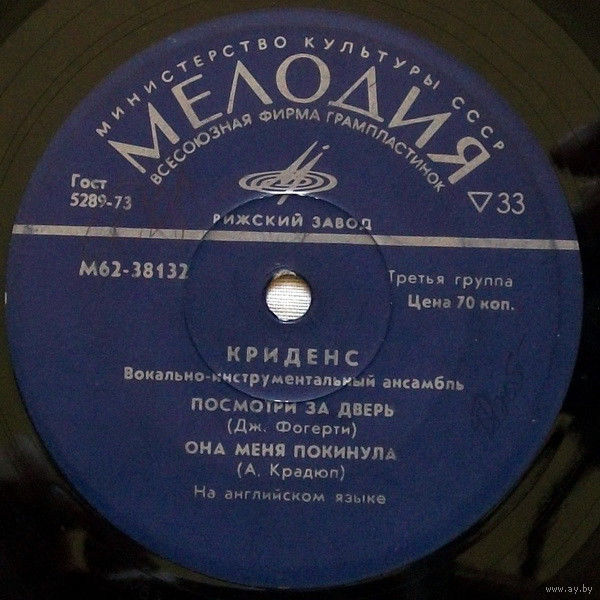 МИНИСТЕРСТВО КУЛЬТУРЫ СССР
МЕЛОДИЯ
ВСЕСОЮЗНАЯ ФИРМА ГРАМПЛАСТИНОК
Гост
5289-73
▽33
РИЖСКИЙ ЗАВОД
М62-38132
Третья группа
Цена 70 коп.
КРИДЕНС
Вокально-инструментальный ансамбль
ПОСМОТРИ ЗА ДВЕРЬ
(Дж. Фогерти)
ОНА МЕНЯ ПОКИНУЛА
(А. Крадюп)
На английском языке
www.ay.by